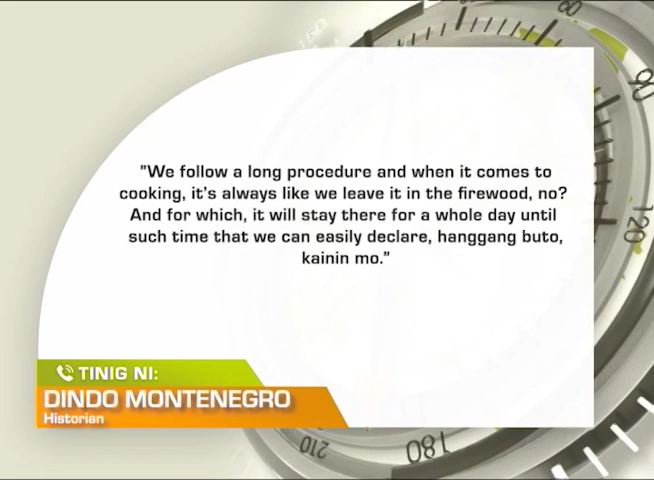 "We follow a long procedure and when it comes to
cooking, it's always like we leave it in the firewood, no?
And for which, it will stay there for a whole day until
such time that we can easily declare, hanggang buto,
kainin mo."
TINIG NI:
DINDO MONTENEGRO
Historian
60
90
120
180
210